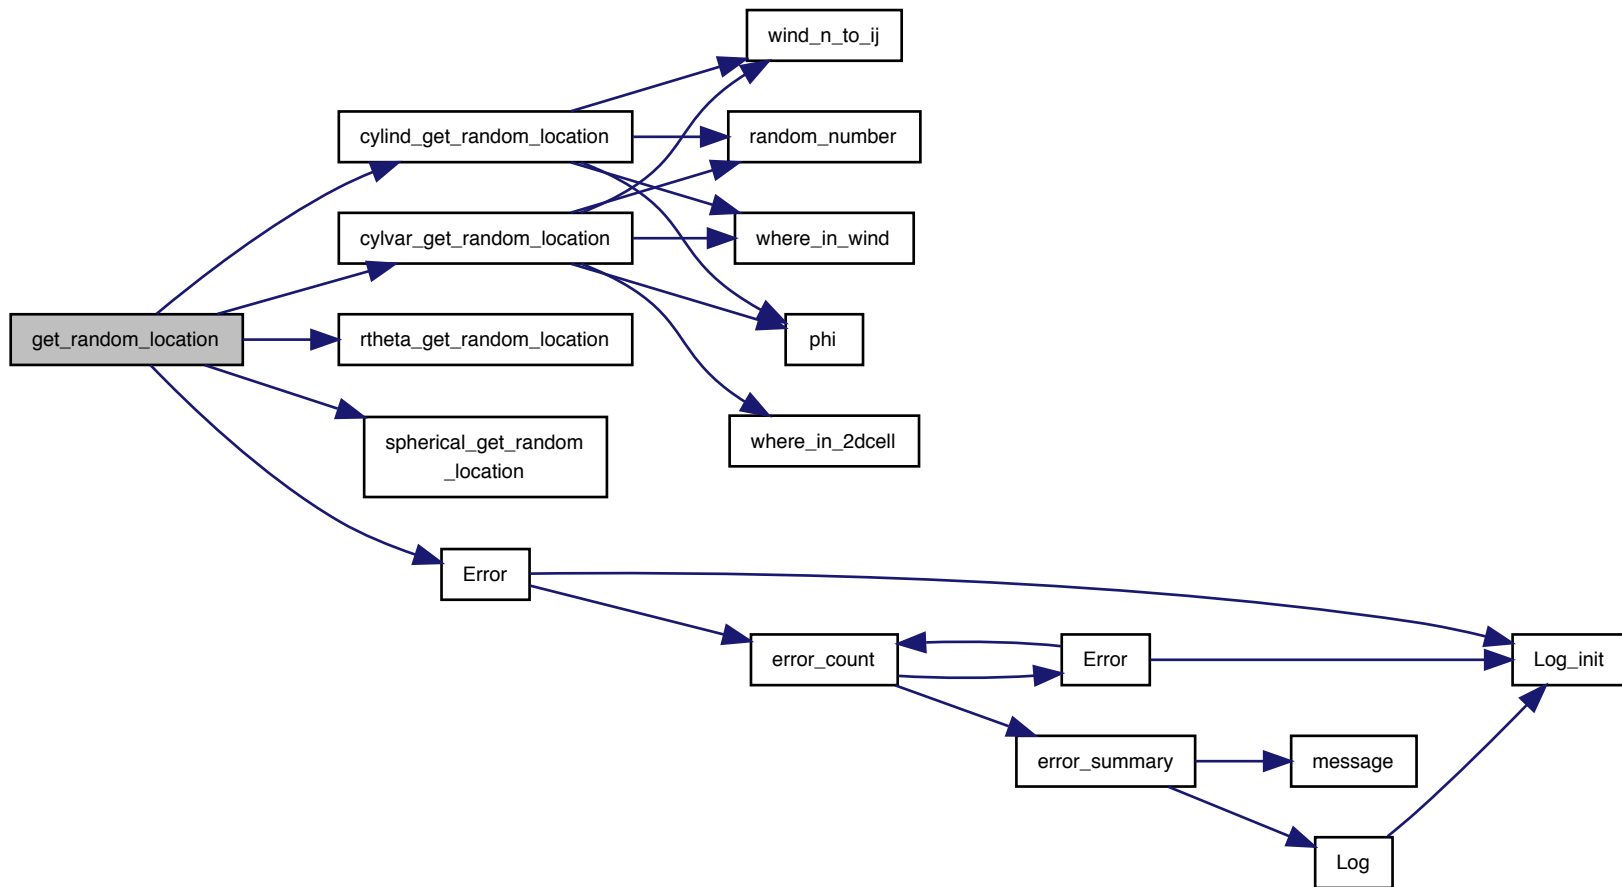 wind_n_to_ij
cylind_get_random_location
random_number
cylvar_get_random_location
where_in_wind
get_random_location
rtheta_get_random_location
phi
spherical_get_random
_location
where_in_2dcell
Error
error_count
Error
Log_init
error_summary
message
Log